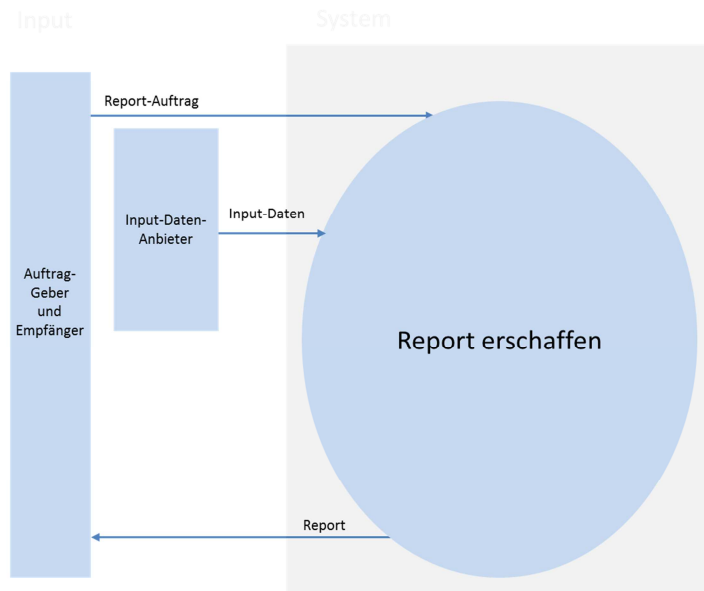 Input
System
Report-Auftrag
Input-Daten-
Anbieter
Input-Daten
Auftrag-
Geber
und
Empfänger
Report erschaffen
Report